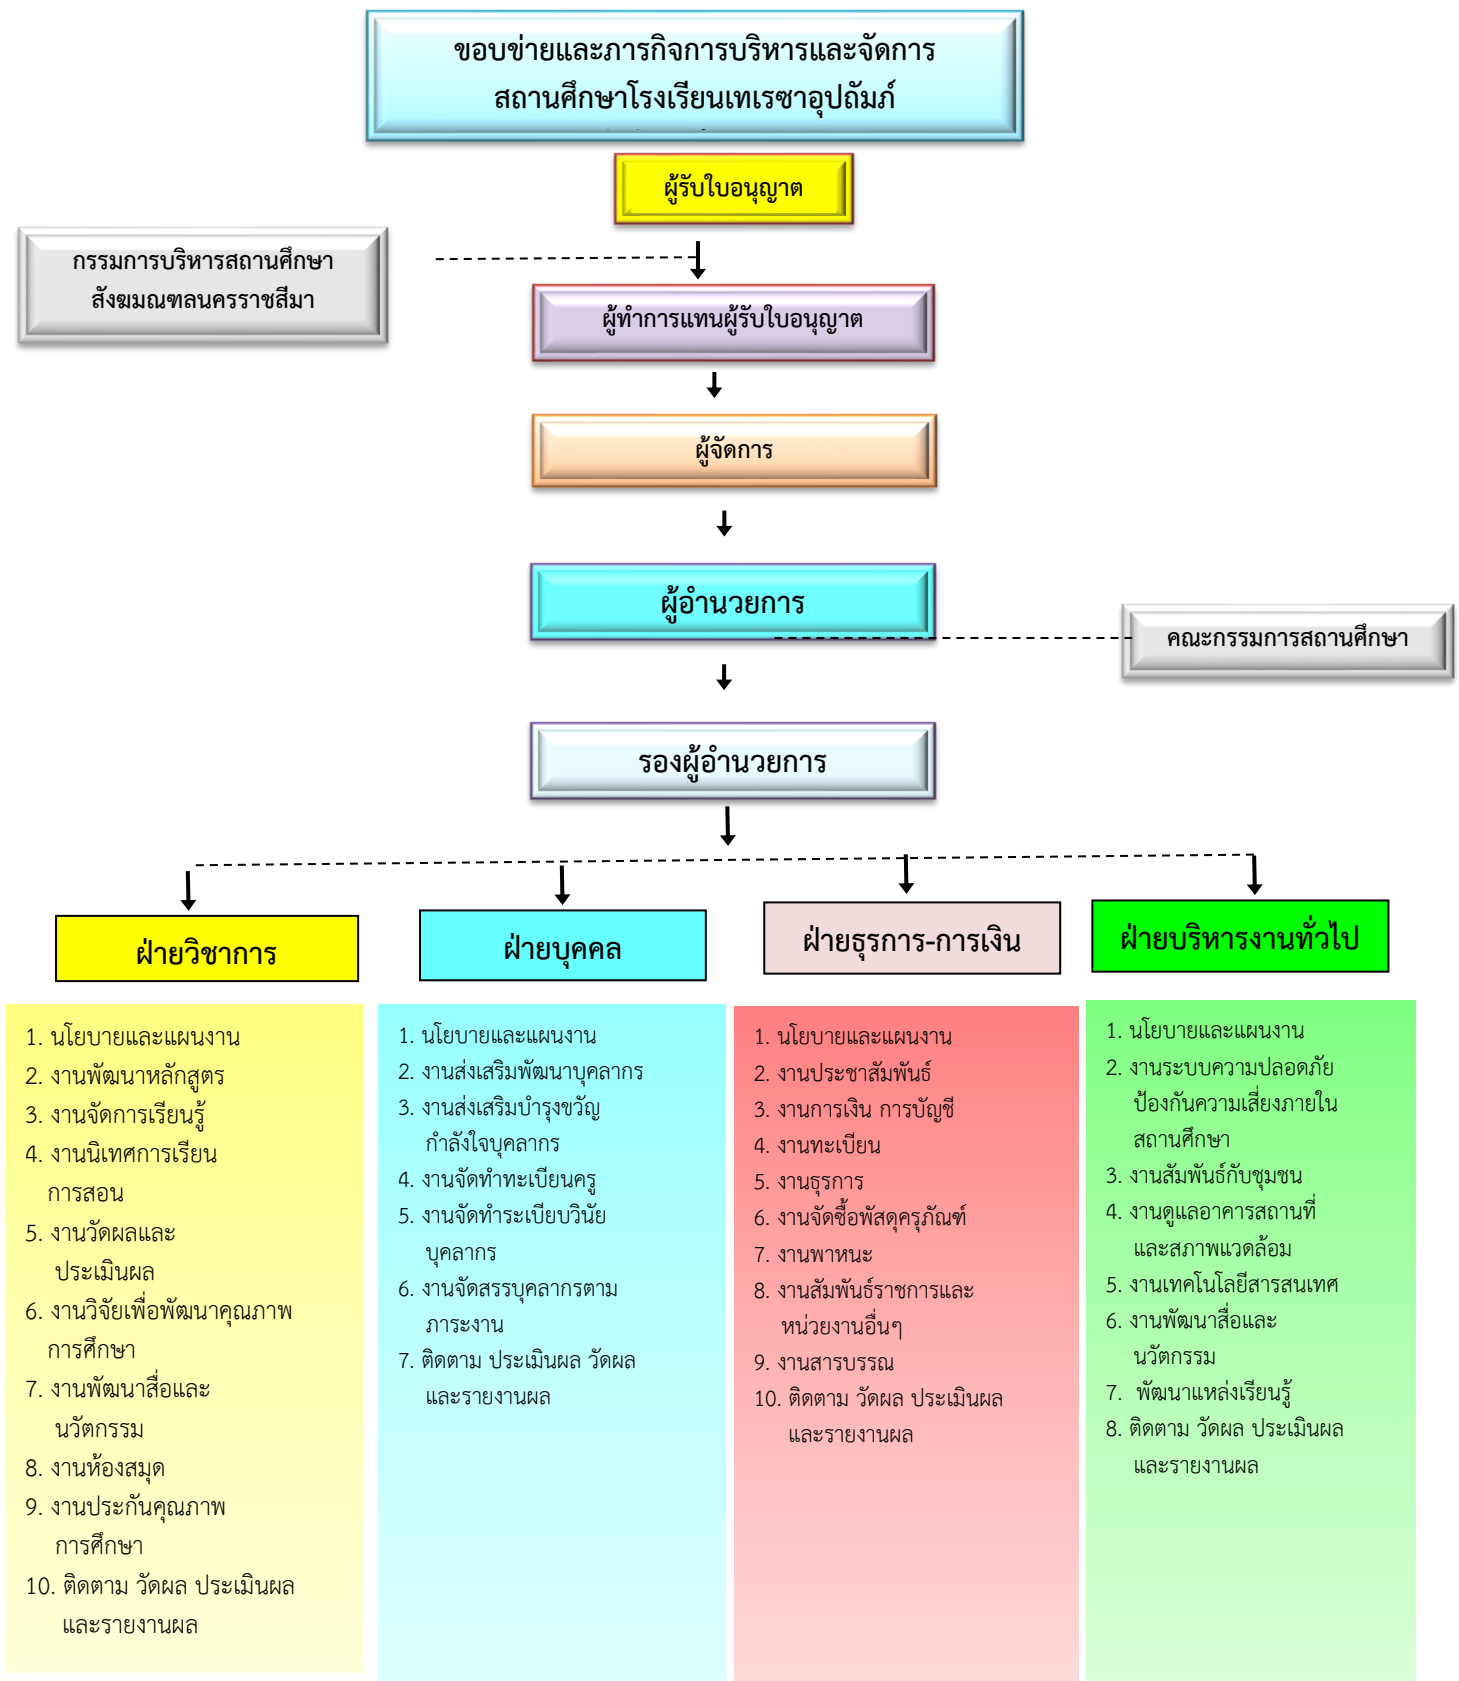 ขอบข่ายและภารกิจการบริหารและจัดการ
สถานศึกษาโรงเรียนเทเรซาอุปถัมภ์
ผู้รับใบอนุญาต
กรรมการบริหารสถานศึกษา
สังฆมณฑลนครราชสีมา
ผู้ทำการแทนผู้รับใบอนุญาต
ผู้จัดการ
ผู้อำนวยการ
คณะกรรมการสถานศึกษา
รองผู้อำนวยการ
ฝ่ายวิชาการ
1. นโยบายและแผนงาน
2. งานพัฒนาหลักสูตร
3. งานจัดการเรียนรู้
4. งานนิเทศการเรียน
การสอน
5. งานวัดผลและ
ประเมินผล
6. งานวิจัยเพื่อพัฒนาคุณภาพ
การศึกษา
7. งานพัฒนาสื่อและ
นวัตกรรม
8. งานห้องสมุด
9. งานประกันคุณภาพ
การศึกษา
10. ติดตาม วัดผล ประเมินผล
และรายงานผล
ฝ่ายบุคคล
1. นโยบายและแผนงาน
2. งานส่งเสริมพัฒนาบุคลากร
3. งานส่งเสริมบำรุงขวัญ
กำลังใจบุคลากร
4. งานจัดทำทะเบียนครู
5. งานจัดทำระเบียบวินัย
บุคลากร
6. งานจัดสรรบุคลากรตาม
ภาระงาน
7. ติดตาม ประเมินผล วัดผล
และรายงานผล
ฝ่ายธุรการ-การเงิน
1. นโยบายและแผนงาน
2. งานประชาสัมพันธ์
3. งานการเงิน การบัญชี
4. งานทะเบียน
5. งานธุรการ
6. งานจัดซื้อพัสดุครุภัณฑ์
7. งานพาหนะ
8. งานสัมพันธ์ราชการและ
หน่วยงานอื่นๆ
9. งานสารบรรณ
10. ติดตาม วัดผล ประเมินผล
และรายงานผล
ฝ่ายบริหารงานทั่วไป
1. นโยบายและแผนงาน
2. งานระบบความปลอดภัย
ป้องกันความเสี่ยงภายใน
สถานศึกษา
3. งานสัมพันธ์กับชุมชน
4. งานดูแลอาคารสถานที่
และสภาพแวดล้อม
5. งานเทคโนโลยีสารสนเทศ
6. งานพัฒนาสื่อและ
นวัตกรรม
7. พัฒนาแหล่งเรียนรู้
8. ติดตาม วัดผล ประเมินผล
และรายงานผล